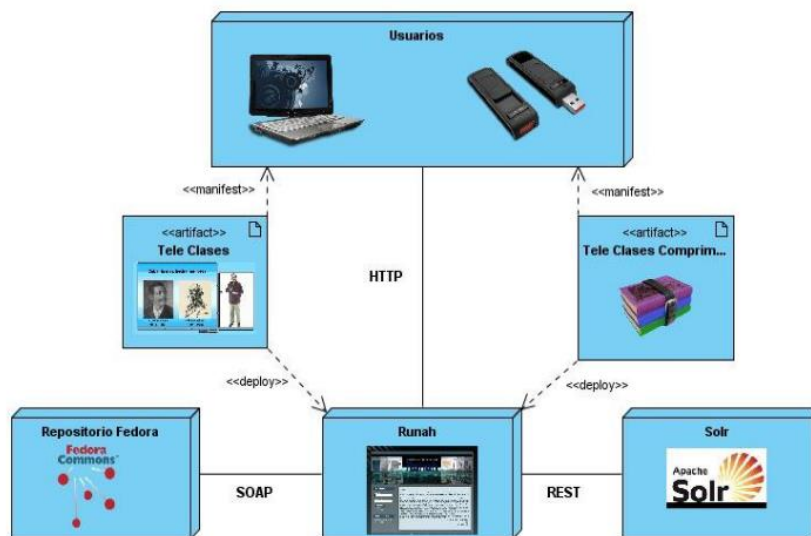 Usuarios
<<manifest>>
<<manifest>>
<<artifact>>
Tele Clases
<<artifact>>
Tele Clases Comprim...
HTTP
<<deploy>>
<<deploy>>
Repositorio Fedora
Fedora
Commons
SOAP
Runah
REST
Solr
Apache
Solr